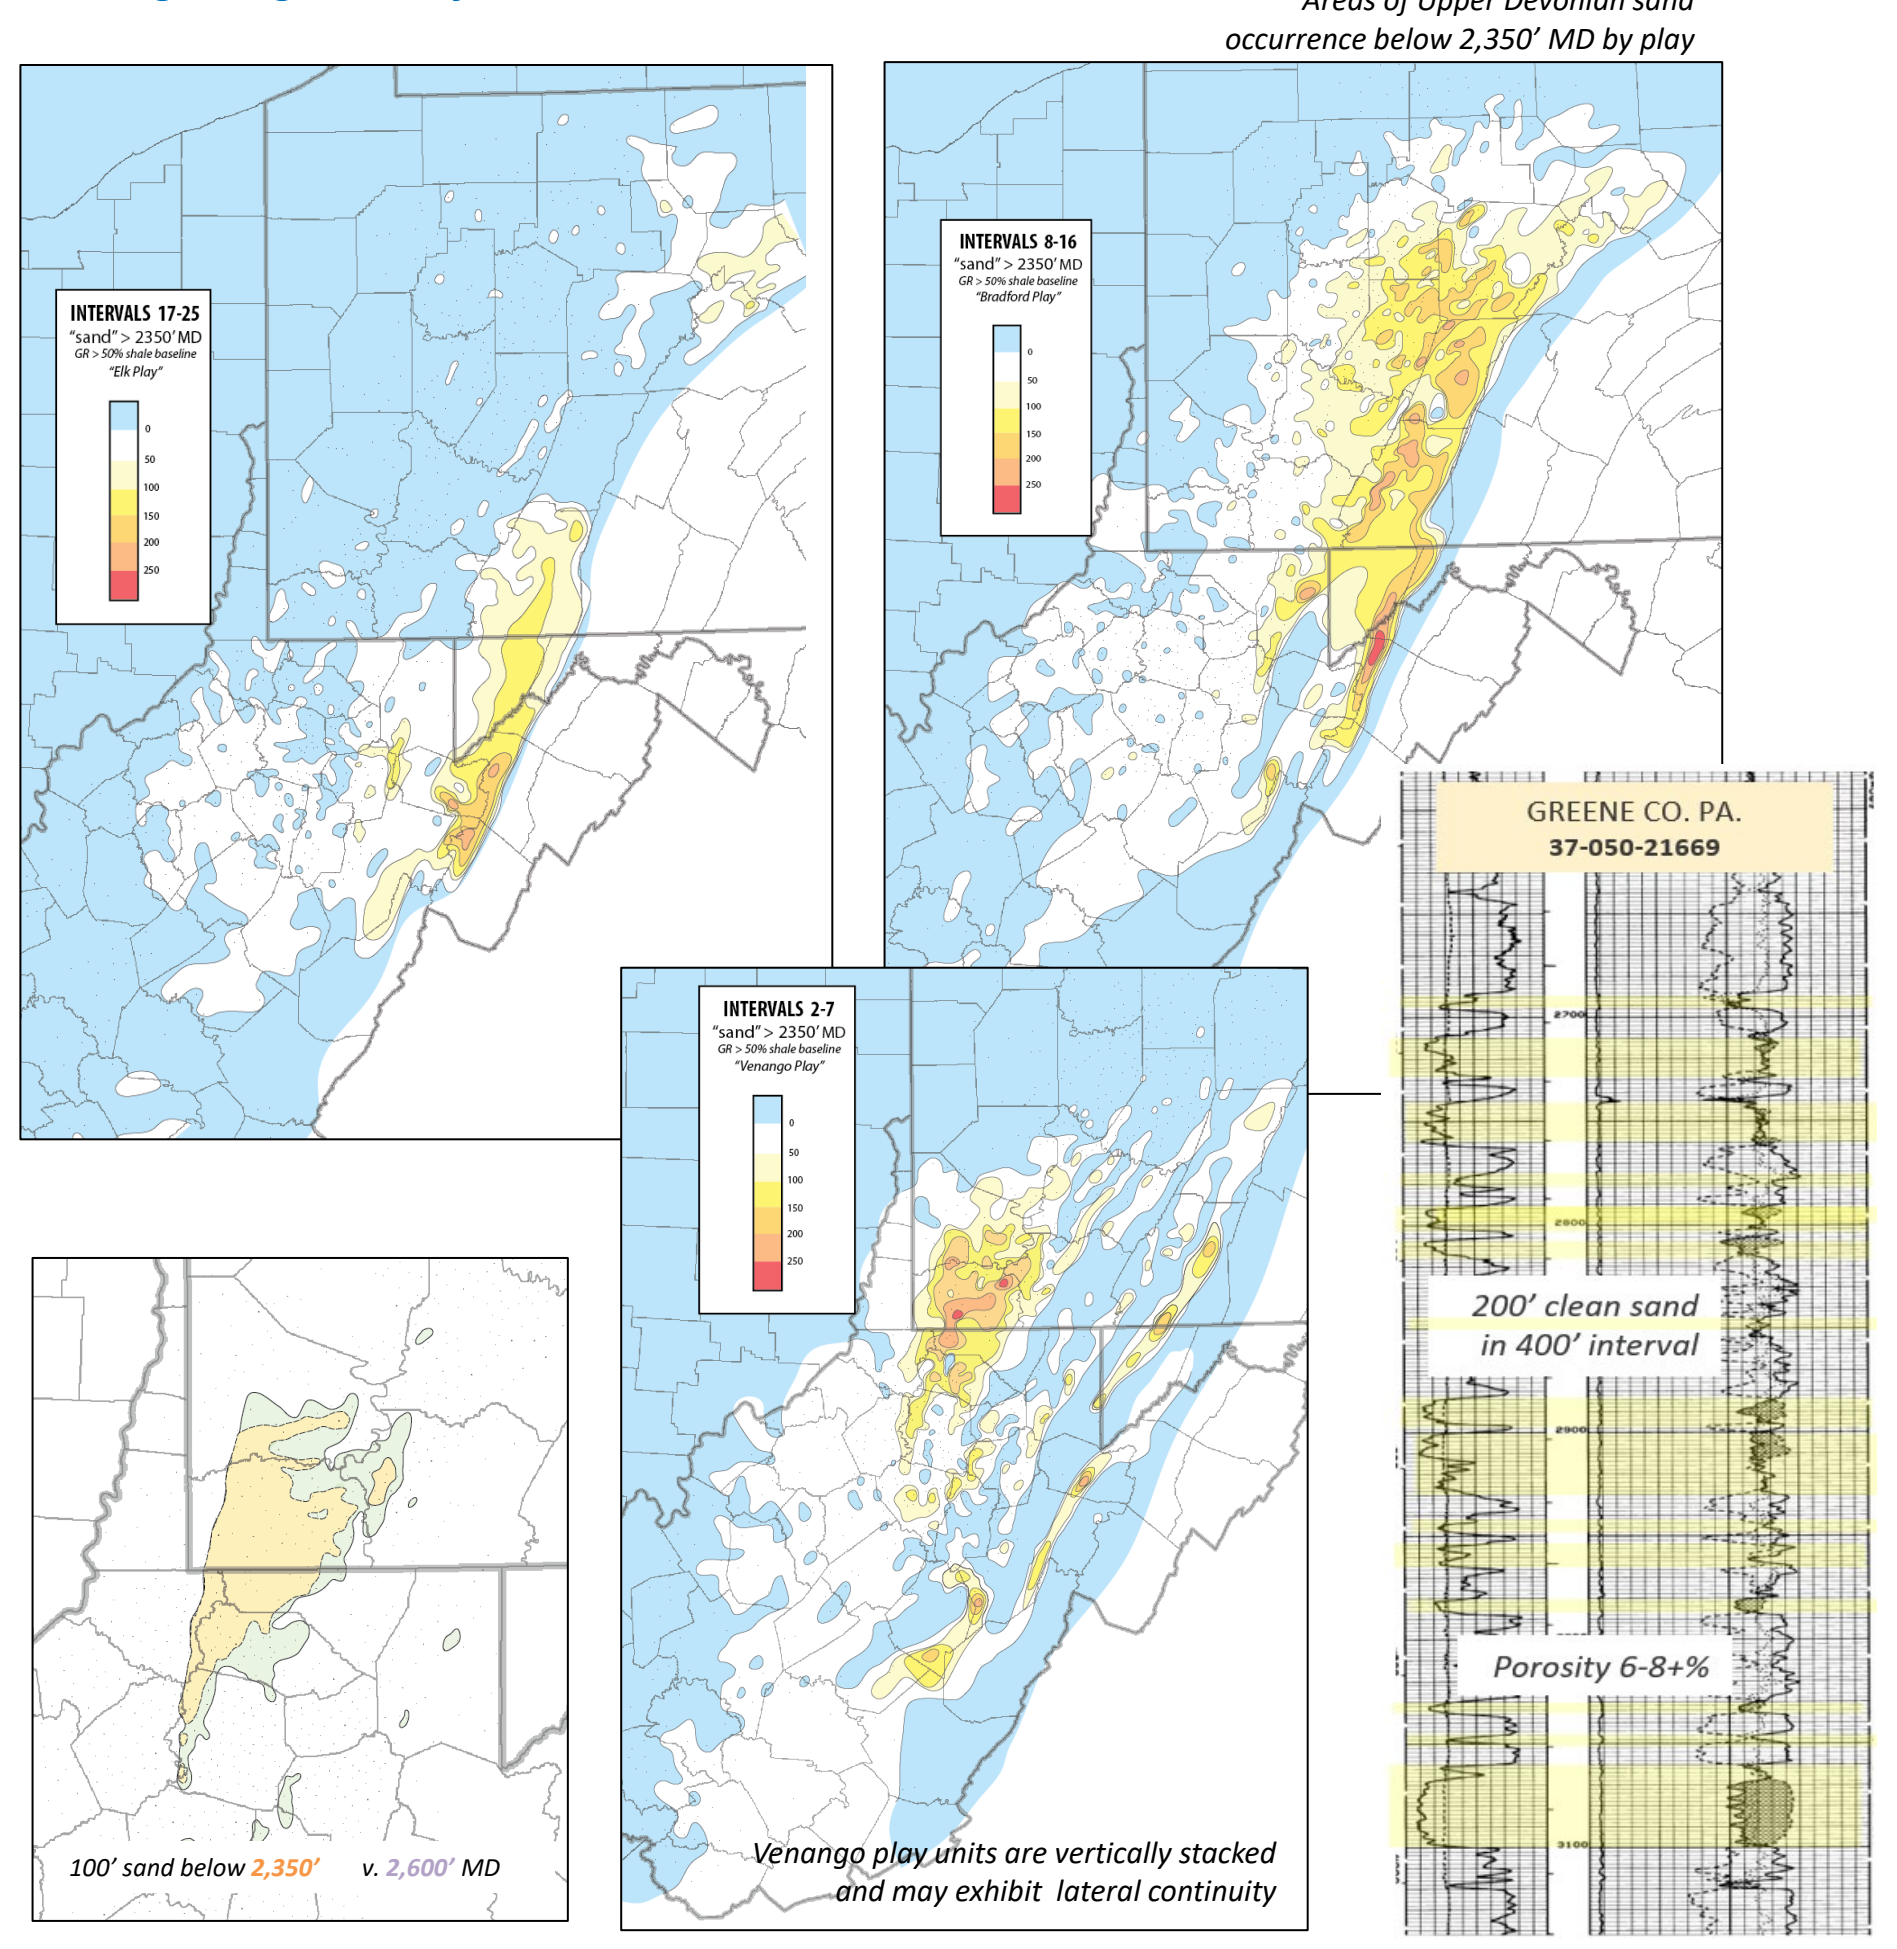 Areas of Upper Devonian sand
occurrence below 2,350' MD by play
INTERVALS 17-25
"sand" > 2350' MD
GR > 50% shale baseline
"Elk Play"
0
50
100
150
200
250
INTERVALS 8-16
"sand" > 2350' MD
GR > 50% shale baseline
"Bradford Play"
0
50
100
150
200
250
INTERVALS 2-7
"sand" > 2350' MD
GR > 50% shale baseline
"Venango Play"
0
50
100
150
200
250
Venango play units are vertically stacked
and may exhibit lateral continuity
100' sand below 2,350' v. 2,600' MD
GREENE CO. PA.
37-050-21669
2700
2800
200' clean sand
in 400' interval
2900
Porosity 6-8+%
3100